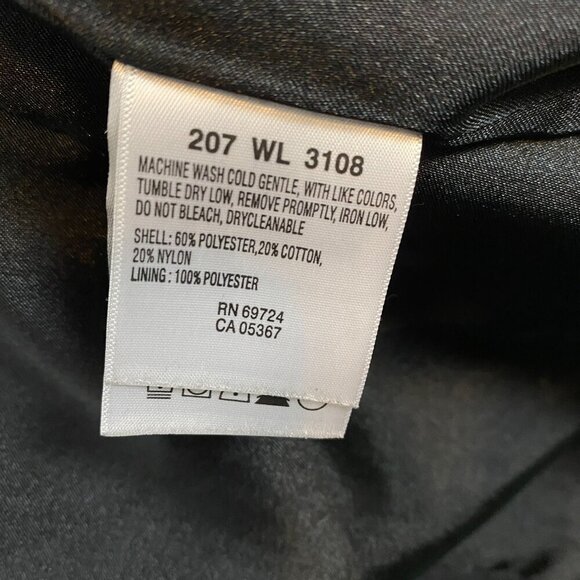 207 WL 3108
MACHINE WASH COLD GENTLE, WITH LIKE COLORS,
TUMBLE DRY LOW, REMOVE PROMPTLY, IRON LOW,
DO NOT BLEACH, DRYCLEANABLE
SHELL: 60% POLYESTER,20% COTTON,
20% NYLON
LINING : 100% POLYESTER
RN 69724
CA 05367